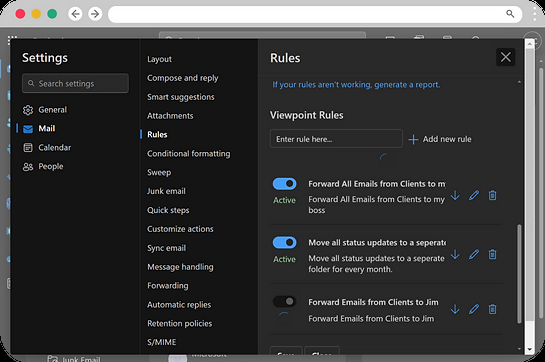 Settings
Search settings
General
Mail
Calendar
People
Layout
Compose and reply
Smart suggestions
Attachments
Rules
Conditional formatting
Sweep
Junk email
Quick steps
Customize actions
Sync email
Message handling
Forwarding
Automatic replies
Retention policies
S/MIME
Rules
If your rules aren't working, generate a report.
Viewpoint Rules
Enter rule here...
Add new rule
Forward All Emails from Clients to my
Active
Forward All Emails from Clients to my
boss
Move all status updates to a seperate
Active
Move all status updates to a seperate
folder for every month.
Forward Emails from Clients to Jim
Forward Emails from Clients to Jim
Save
Clear
Junk Email
Microsoft